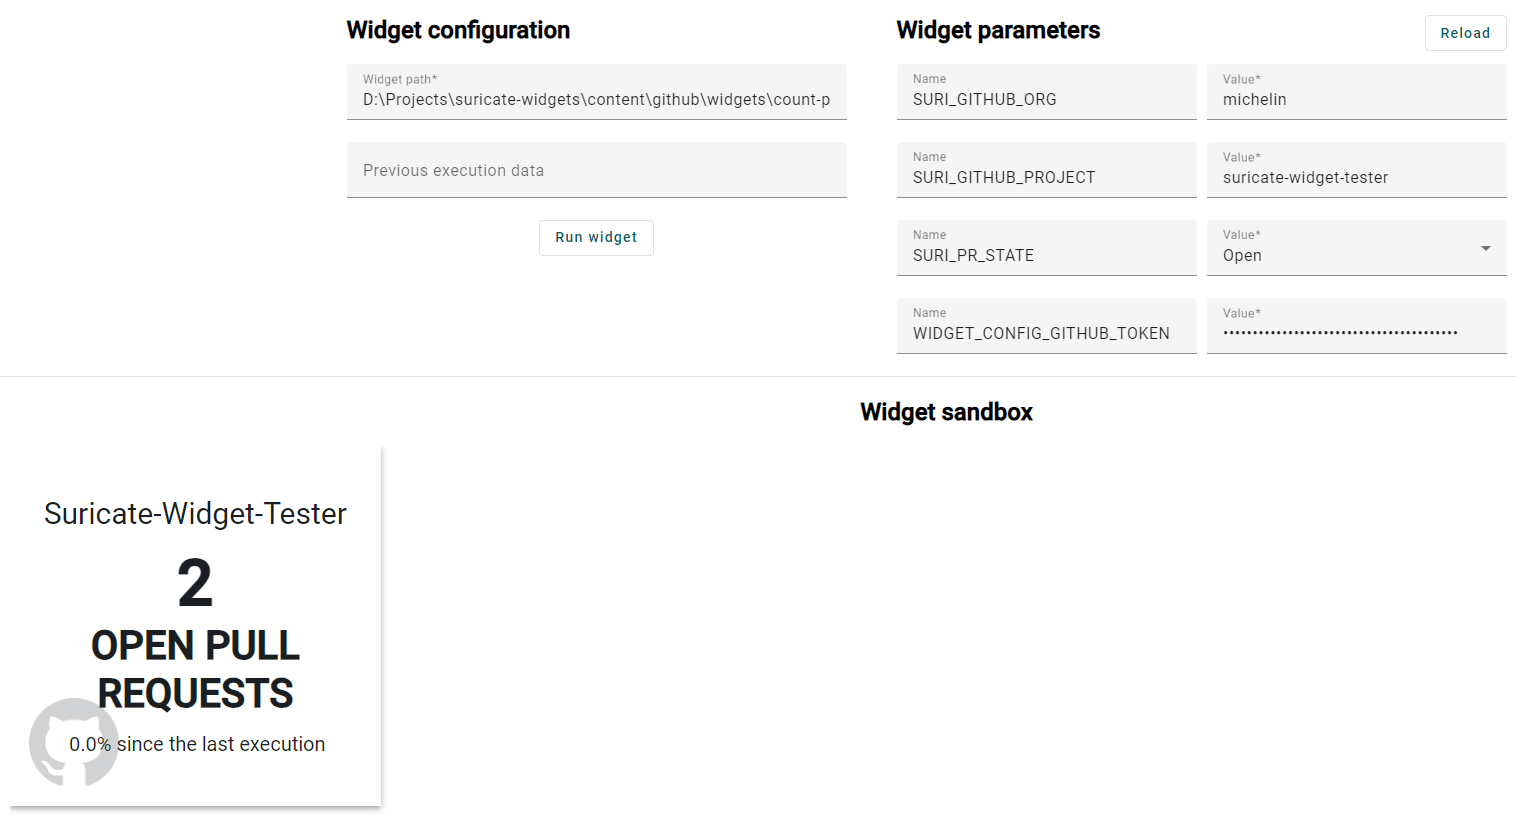 Widget configuration
Widget path*
D:\Projects\suricate-widgets\content\github\widgets\count-p
Previous execution data
Run widget
Widget parameters
Reload
Name
SURI_GITHUB_ORG
Value*
michelin
Name
SURI_GITHUB_PROJECT
Value*
suricate-widget-tester
Name
SURI_PR_STATE
Value*
Open
Name
WIDGET_CONFIG_GITHUB_TOKEN
Value*
••••••••••••••••••••••••••••••••••••••••
Widget sandbox
Suricate-Widget-Tester
2
OPEN PULL
REQUESTS
0.0% since the last execution